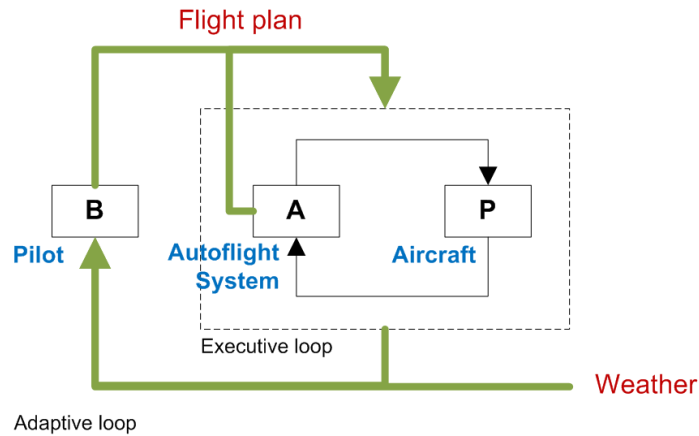 Flight plan
B
A
P
Pilot
Autoflight
System
Aircraft
Executive loop
Weather
Adaptive loop